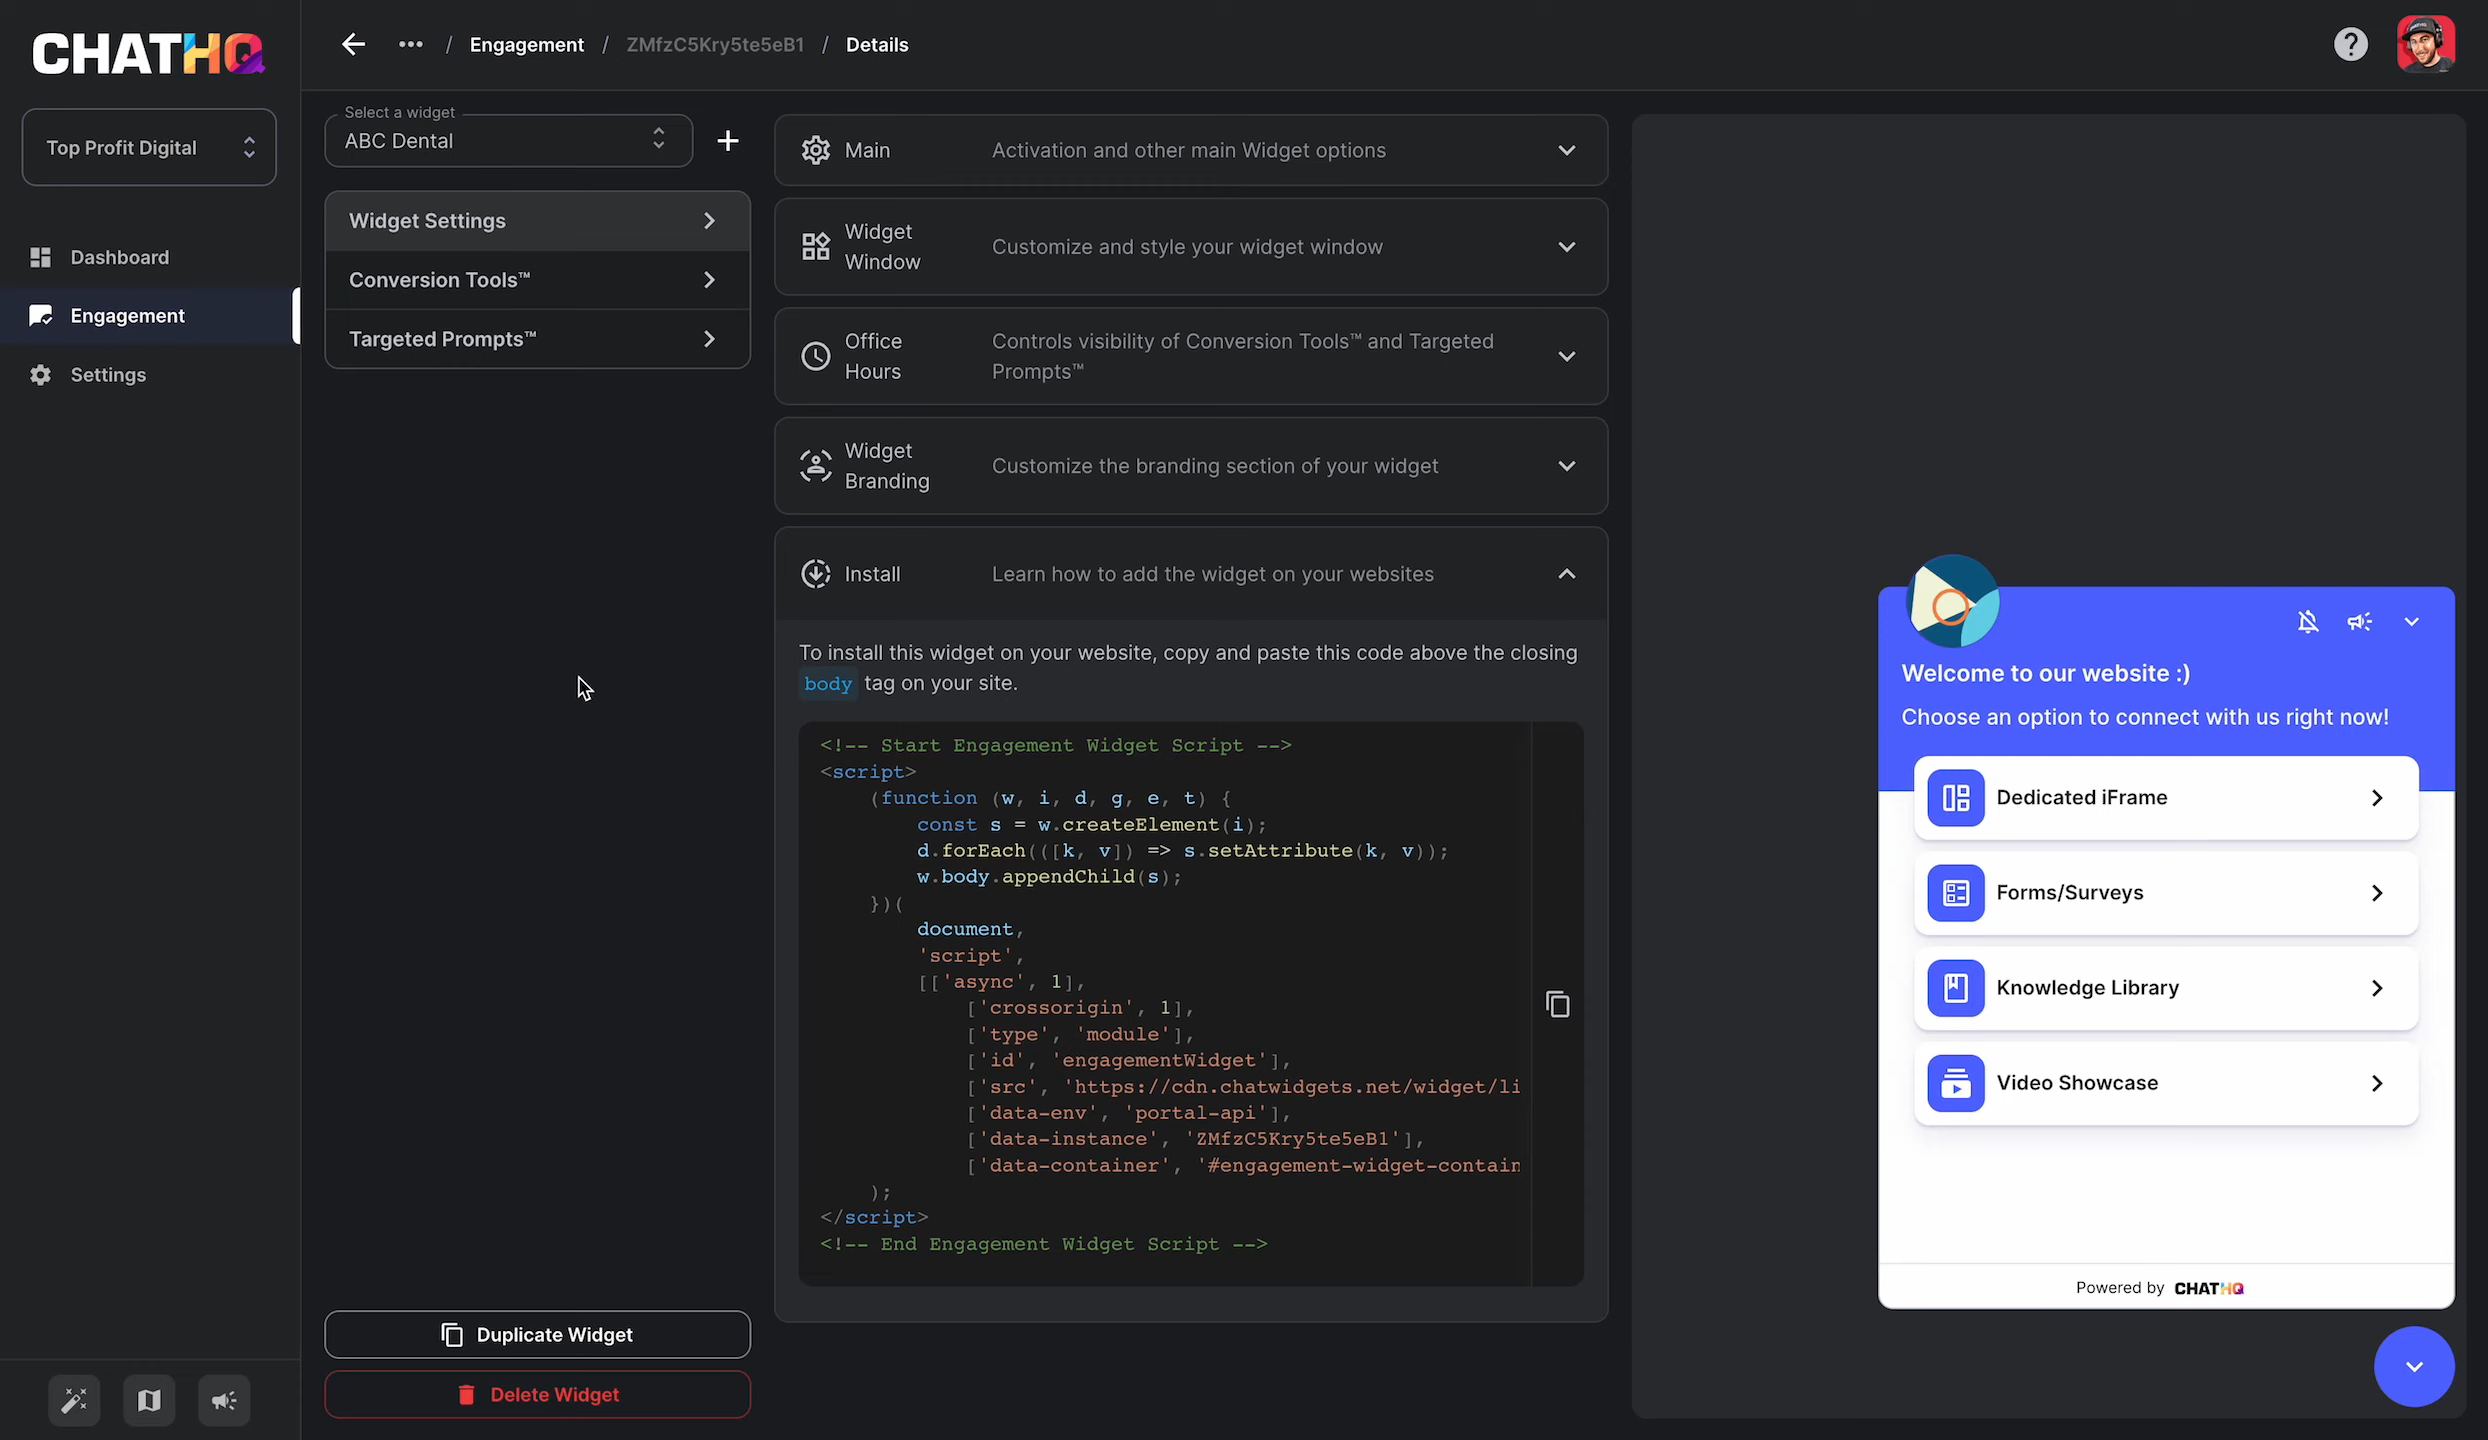 CHATHQ
Top Profit Digital
Dashboard
Engagement
Settings
••• / Engagement / ZMfzC5Kry5te5eB1 / Details
Select a widget
ABC Dental
Widget Settings
Conversion Tools™
Targeted Prompts™
Duplicate Widget
Delete Widget
Main
Activation and other main Widget options
Widget
Window
Customize and style your widget window
Office
Hours
Controls visibility of Conversion Tools™ and Targeted
Prompts™
Widget
Branding
Customize the branding section of your widget
Install
Learn how to add the widget on your websites
To install this widget on your website, copy and paste this code above the closing
body tag on your site.
<!-- Start Engagement Widget Script -->
<script>
(function (w, i, d, g, e, t) {
const s = w.createElement(i);
d.forEach(([k, v]) => s.setAttribute(k, v));
w.body.appendChild(s);
})(
document,
'script',
[['async', 1],
['crossorigin', 1],
['type', 'module'],
['id', 'engagementWidget'],
['src', 'https://cdn.chatwidgets.net/widget/li
['data-env', 'portal-api'],
['data-instance', 'ZMfzC5Kry5te5eB1'],
['data-container', '#engagement-widget-contain
);
</script>
<!-- End Engagement Widget Script -->
Welcome to our website :)
Choose an option to connect with us right now!
Dedicated iFrame
Forms/Surveys
Knowledge Library
Video Showcase
Powered by CHATHQ